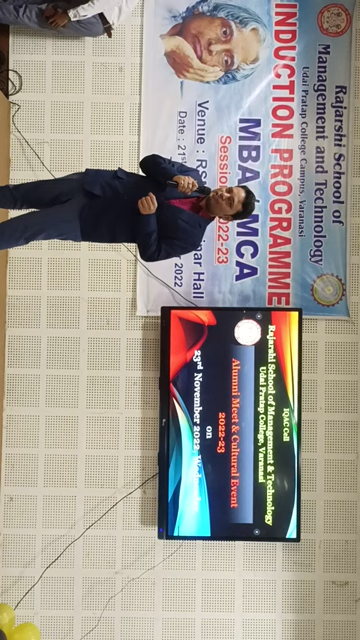 Rajarshi School of
Management and Technology
Udai Pratap College Campus, Varanasi
INDUCTION PROGRAMME
MBA
MCA
Session
2022-23
Venue :
Hall
Date : 21st
2022
IQAC Cell
Rajarshi School of Management & Technology
Udai Pratap College, Varanasi
Alumni Meet & Cultural Event
2022-23
on
23rd November 2022,